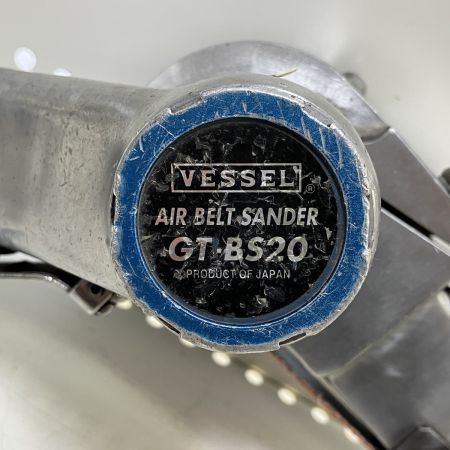 VESSEL®
AIR BELT SANDER
GT-BS20
PRODUCT OF JAPAN